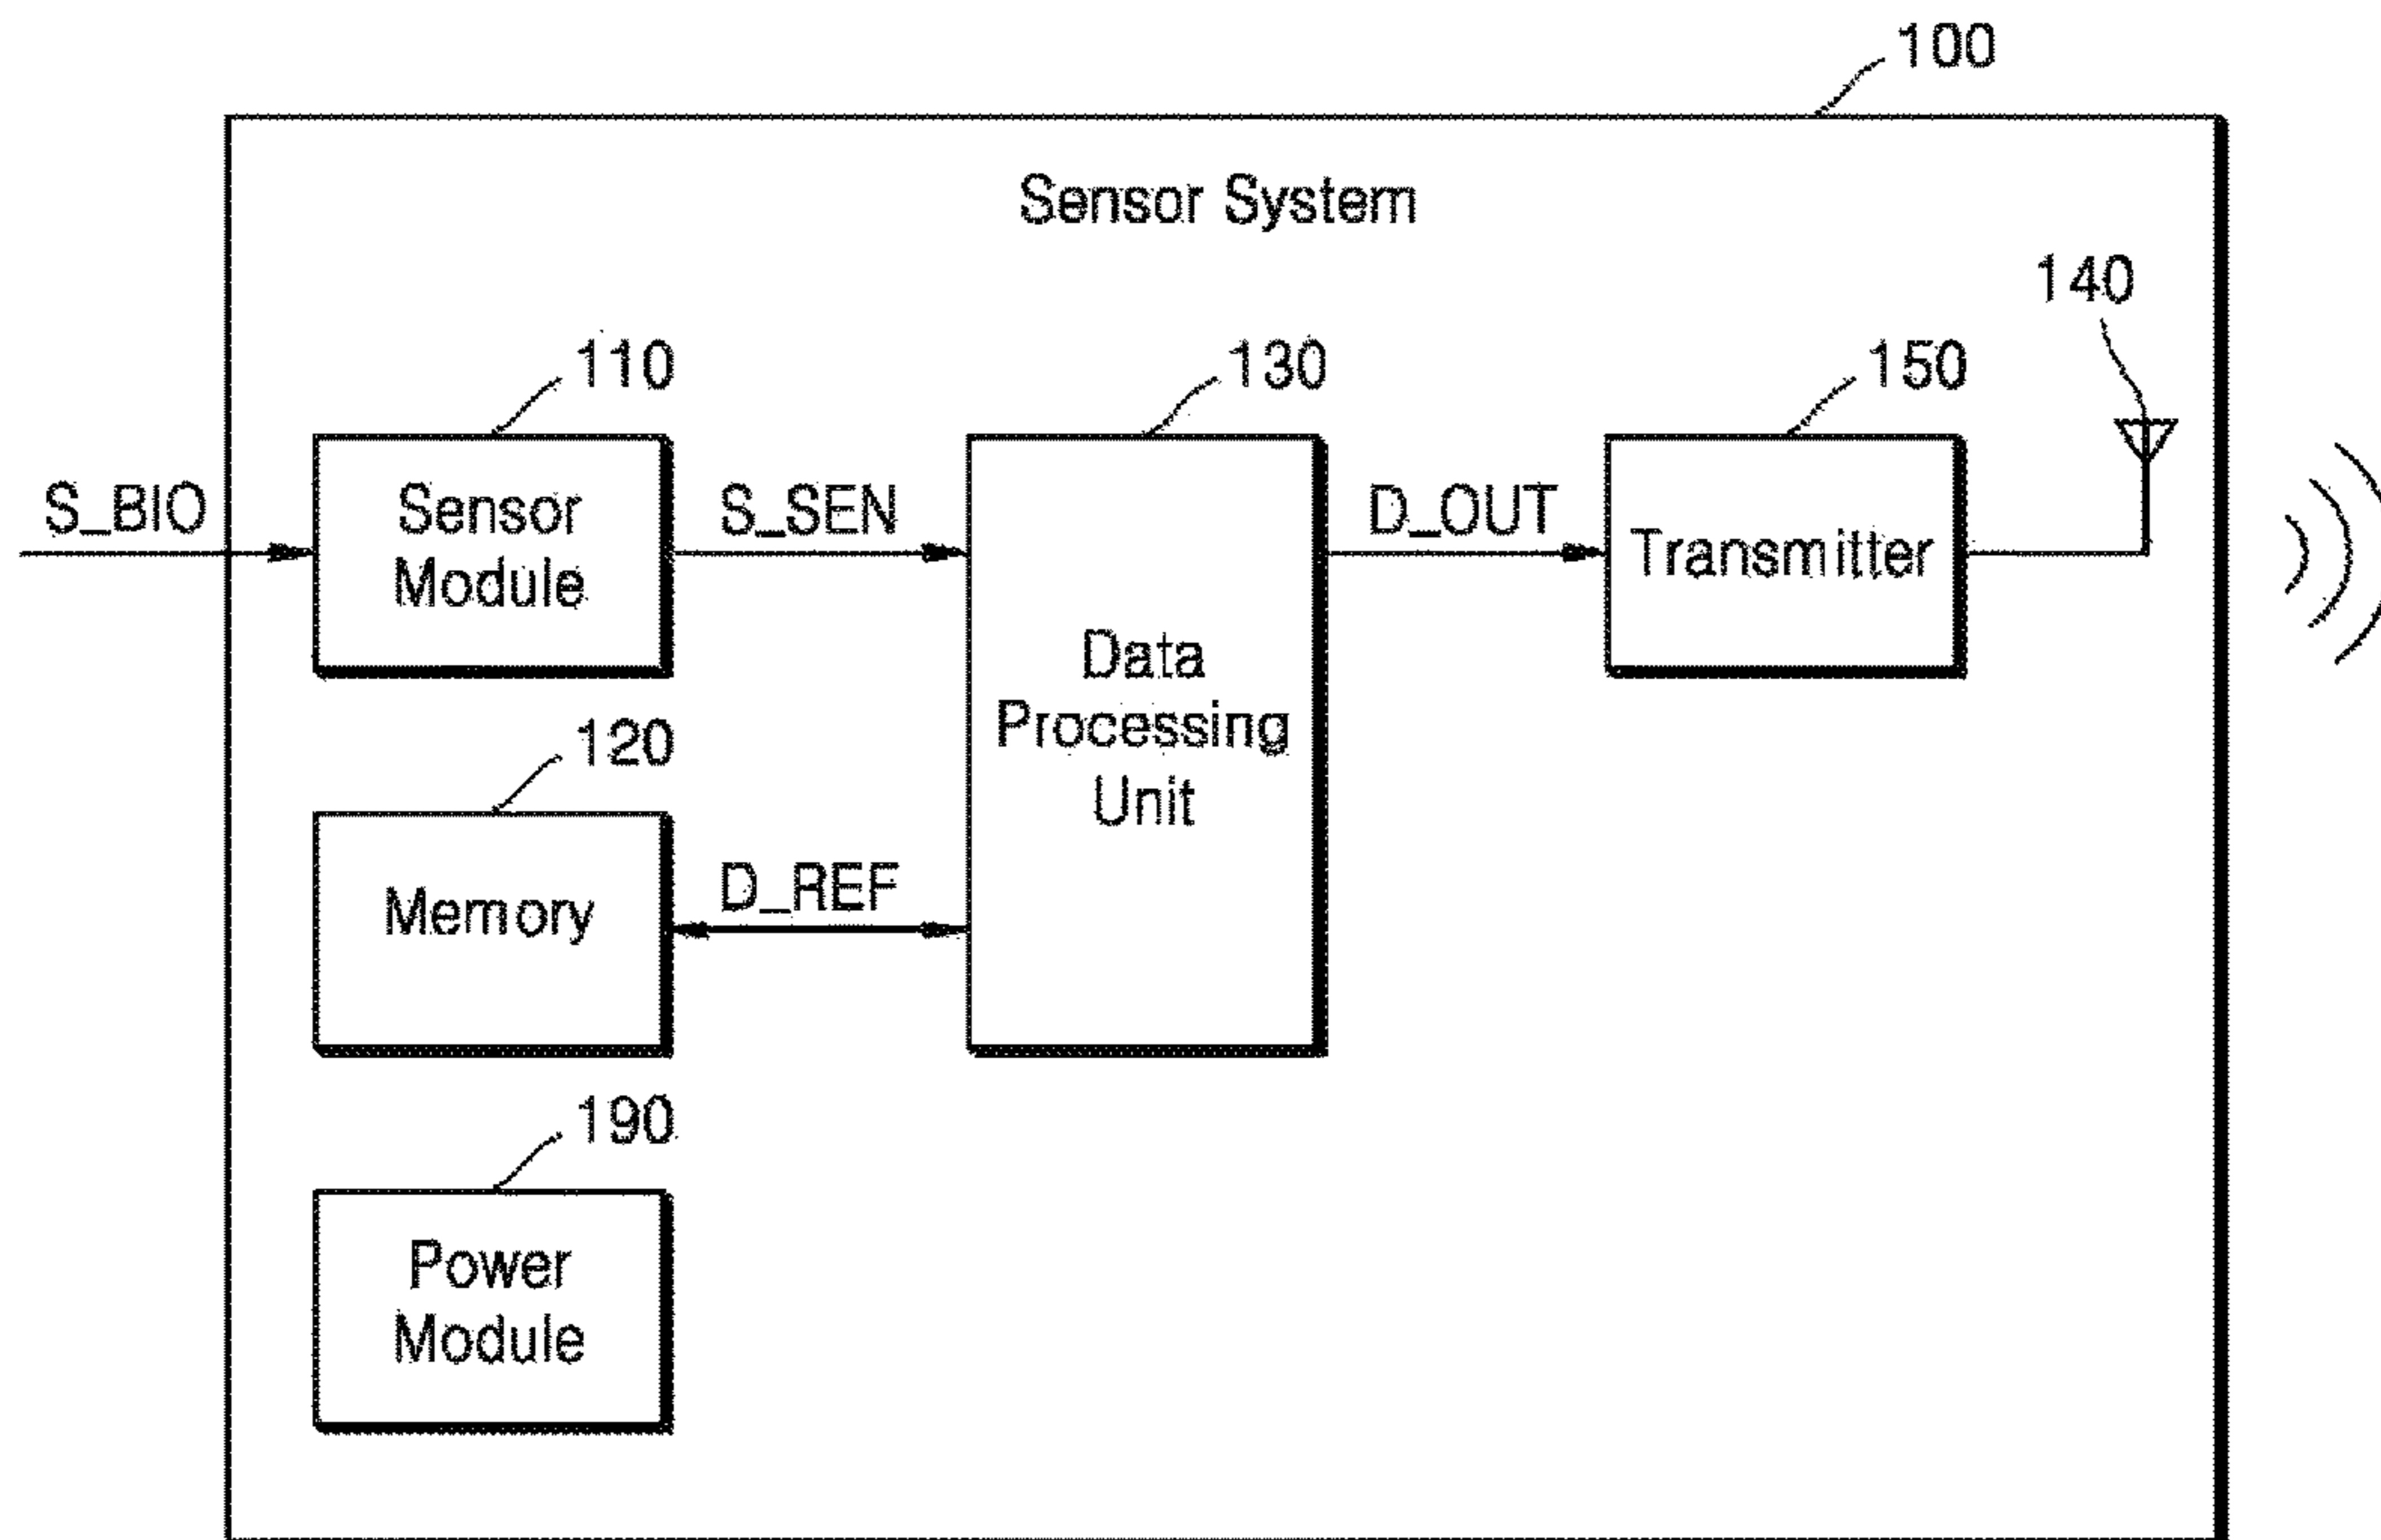 100
Sensor System
140
110
130
150
S_BIO
Sensor
Module
S_SEN
D_OUT
Transmitter
Data
Processing
Unit
120
Memory
D_REF
190
Power
Module